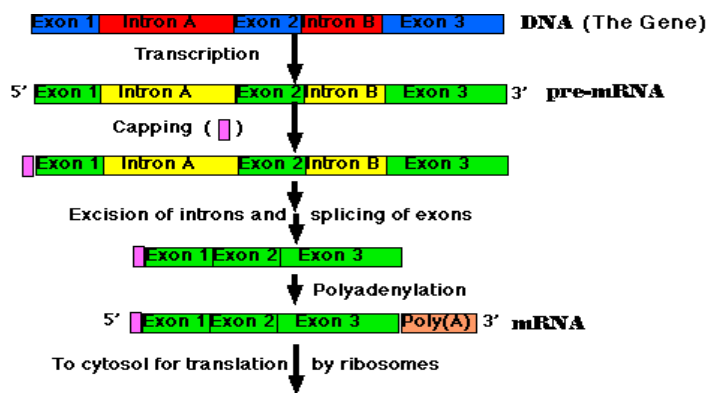 Exon 1 Intron A Exon 2 Intron B Exon 3 DNA (The Gene)
Transcription
5' Exon 1 Intron A Exon 2 Intron B Exon 3 3' pre-mRNA
Capping ( )
Exon 1 Intron A Exon 2 Intron B Exon 3
Excision of introns and splicing of exons
Exon 1 Exon 2 Exon 3
Polyadenylation
5' Exon 1 Exon 2 Exon 3 Poly(A) 3' mRNA
To cytosol for translation by ribosomes